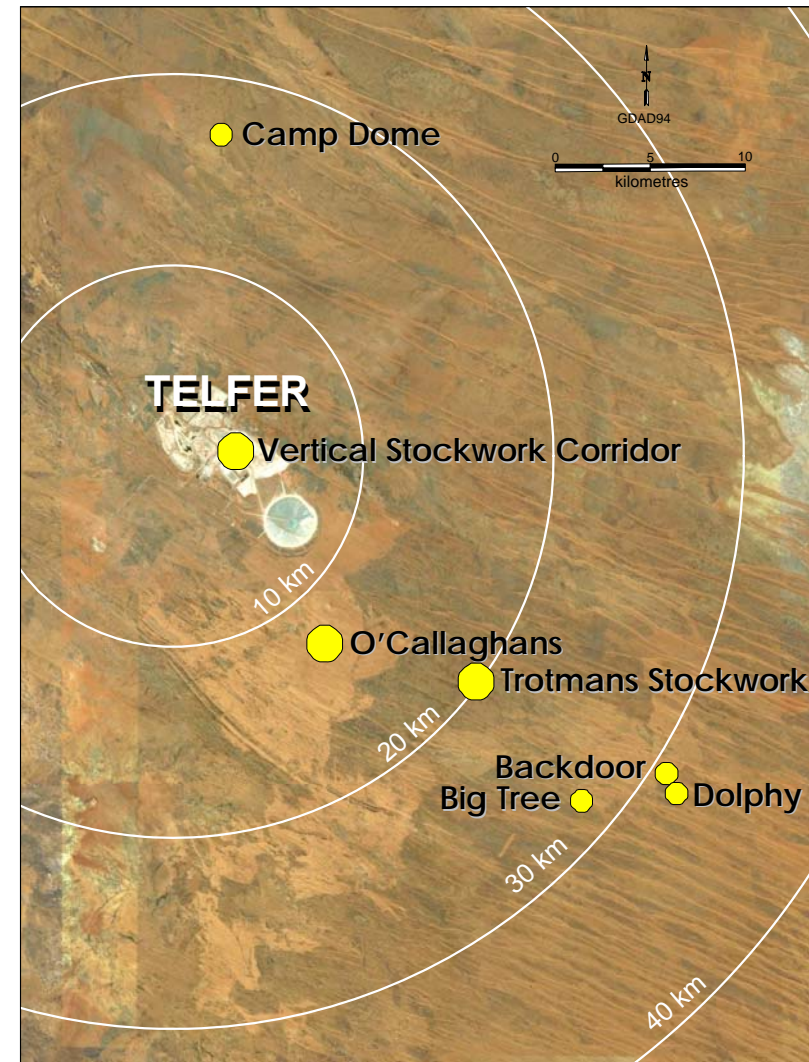 N
GDAD94
0 5 10
kilometres
Camp Dome
TELFER
Vertical Stockwork Corridor
10 km
O'Callaghans
Trotmans Stockwork
20 km
Backdoor
Big Tree
Dolphy
30 km
40 km